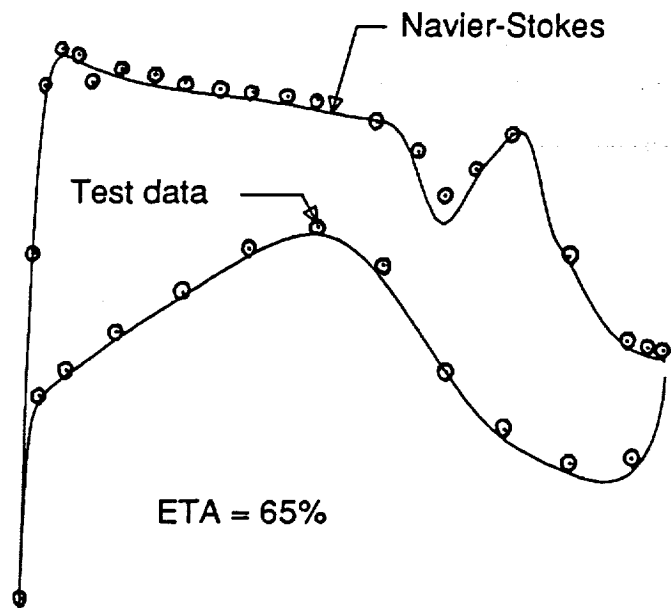 Navier-Stokes
Test data
ETA = 65%